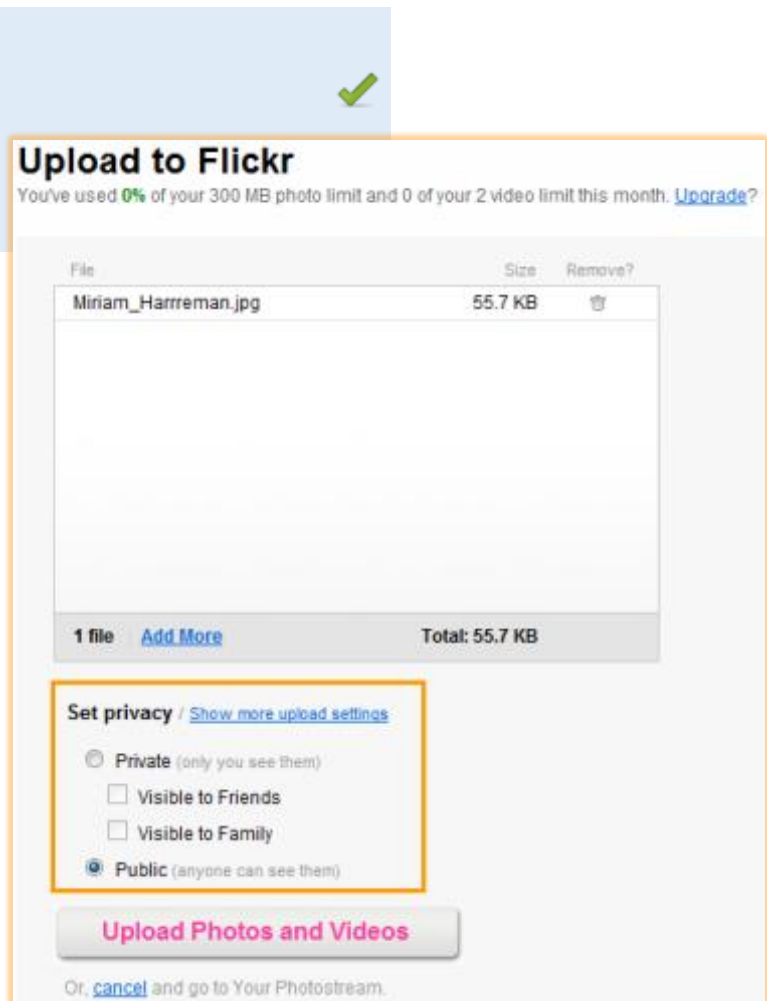 Upload to Flickr
You've used 0% of your 300 MB photo limit and 0 of your 2 video limit this month. Upgrade?
File Size Remove?
Miriam_Harrreman.jpg 55.7 KB
1 file Add More Total: 55.7 KB
Set privacy / Show more upload settings
Private (only you see them)
Visible to Friends
Visible to Family
Public (anyone can see them)
Upload Photos and Videos
Or, cancel and go to Your Photostream.